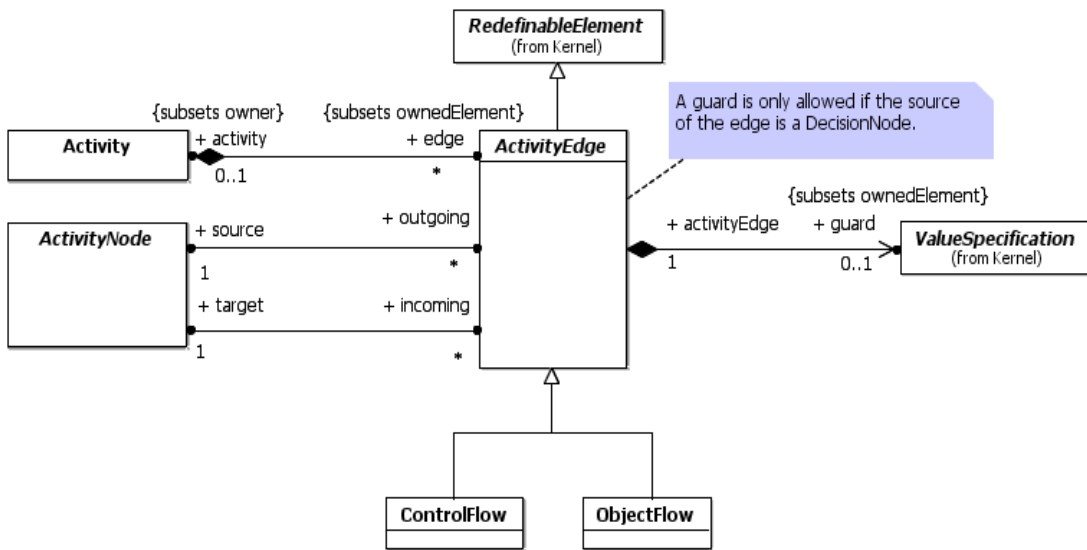 RedefinableElement
(from Kernel)
{subsets owner}
{subsets ownedElement}
A guard is only allowed if the source
of the edge is a DecisionNode.
Activity
+ activity
+ edge
ActivityEdge
0..1
*
{subsets ownedElement}
ActivityNode
+ source
+ outgoing
+ activityEdge
+ guard
ValueSpecification
(from Kernel)
1
*
1
0..1
+ target
+ incoming
1
*
ControlFlow
ObjectFlow